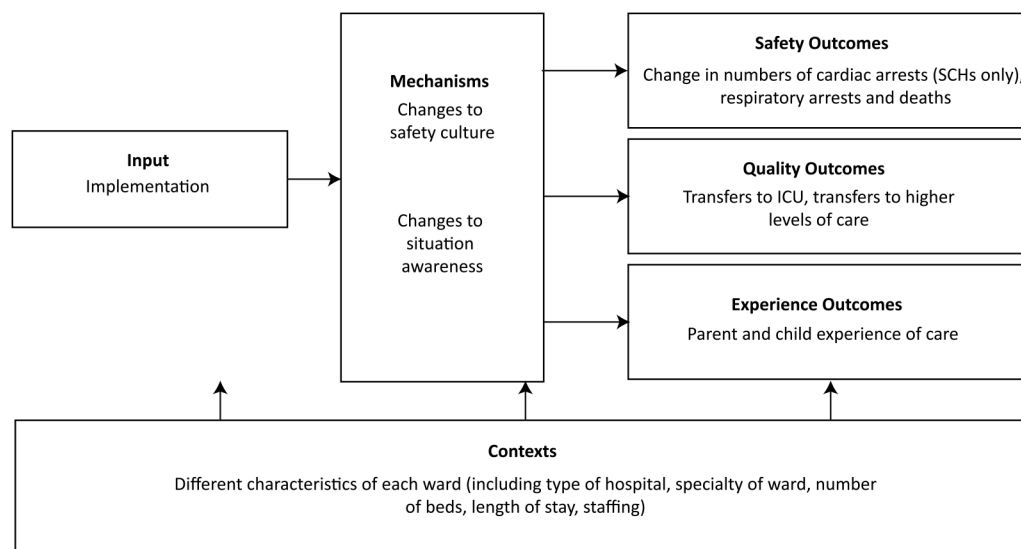 Input
Implementation
Mechanisms
Changes to
safety culture
Changes to
situation
awareness
Safety Outcomes
Change in numbers of cardiac arrests (SCHs only),
respiratory arrests and deaths
Quality Outcomes
Transfers to ICU, transfers to higher
levels of care
Experience Outcomes
Parent and child experience of care
Contexts
Different characteristics of each ward (including type of hospital, specialty of ward, number
of beds, length of stay, staffing)